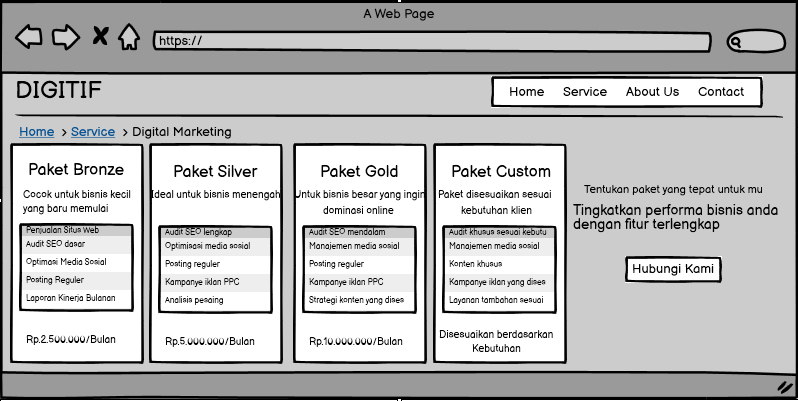 A Web Page
https://
DIGITIF
Home Service About Us Contact
Home > Service > Digital Marketing
Paket Bronze
Cocok untuk bisnis kecil
yang baru memulai
Penjualan Situs Web
Audit SEO dasar
Optimasi Media Sosial
Posting Reguler
Laporan Kinerja Bulanan
Rp.2.500.000/Bulan
Paket Silver
Ideal untuk bisnis menengah
Audit SEO lengkap
Optimisasi media sosial
Posting reguler
Kampanye iklan PPC
Analisis pesaing
Rp.5.000.000/Bulan
Paket Gold
Untuk bisnis besar yang ingin
dominasi online
Audit SEO mendalam
Manajemen media sosial
Posting reguler
Kampanye iklan PPC
Strategi konten yang dises
Rp.10.000.000/Bulan
Paket Custom
Paket disesuaikan sesuai
kebutuhan klien
Audit khusus sesuai kebutu
Manajemen media sosial
Konten khusus
Kampanye iklan yang dises
Layanan tambahan sesuai
Disesuaikan berdasarkan
Kebutuhan
Tentukan paket yang tepat untuk mu
Tingkatkan performa bisnis anda
dengan fitur terlengkap
Hubungi Kami